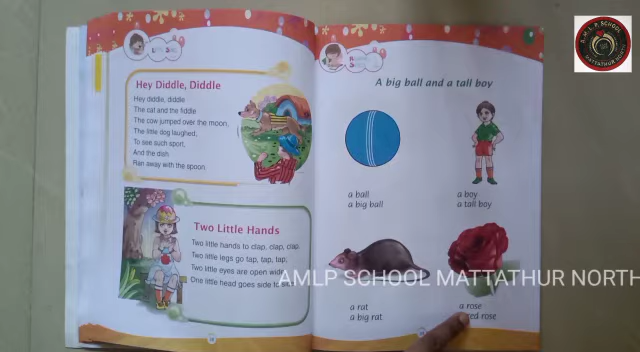 Hey Diddle, Diddle
Hey diddle, diddle
The cat and the fiddle
The cow jumped over the moon,
The little dog laughed,
To see such sport,
And the dish
Ran away with the spoon
Two Little Hands
Two little hands to clap, clap, clap
Two little legs go tap, tap, tap,
Two little eyes are open wide
One little head goes side to
A big ball and a tall boy
a ball
a big ball
a boy
a tall boy
a rat
a big rat
a rose
red rose
AMLP SCHOOL MATTATHUR NORTH
A.M.L.P. SCHOOL
MATTATHUR NORTH